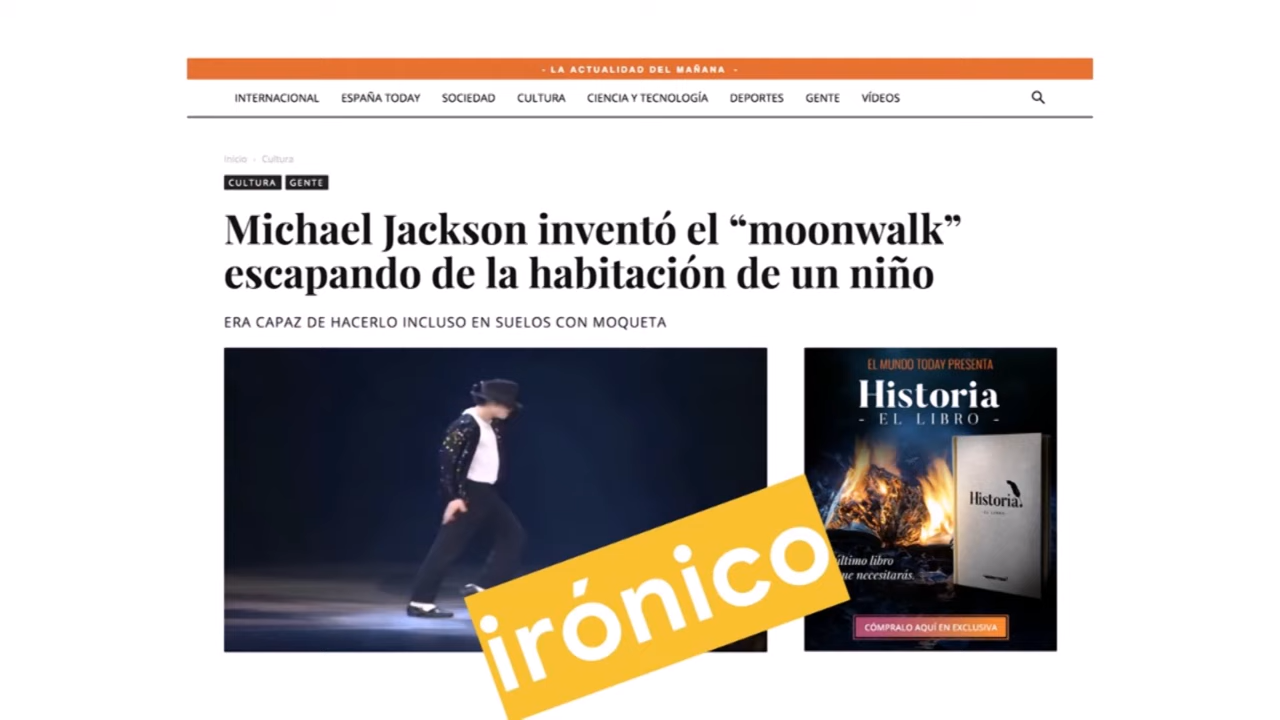 - LA ACTUALIDAD DEL MAÑANA -
INTERNACIONAL ESPAÑA TODAY SOCIEDAD CULTURA CIENCIA Y TECNOLOGÍA DEPORTES GENTE VÍDEOS
Inicio - Cultura
CULTURA GENTE
Michael Jackson inventó el “moonwalk”
escapando de la habitación de un niño
ERA CAPAZ DE HACERLO INCLUSO EN SUELOS CON MOQUETA
irónico
EL MUNDO TODAY PRESENTA
Historia
- EL LIBRO -
Historia.
EL LIBRO
último libro
que necesitarás
CÓMPRALO AQUÍ EN EXCLUSIVA